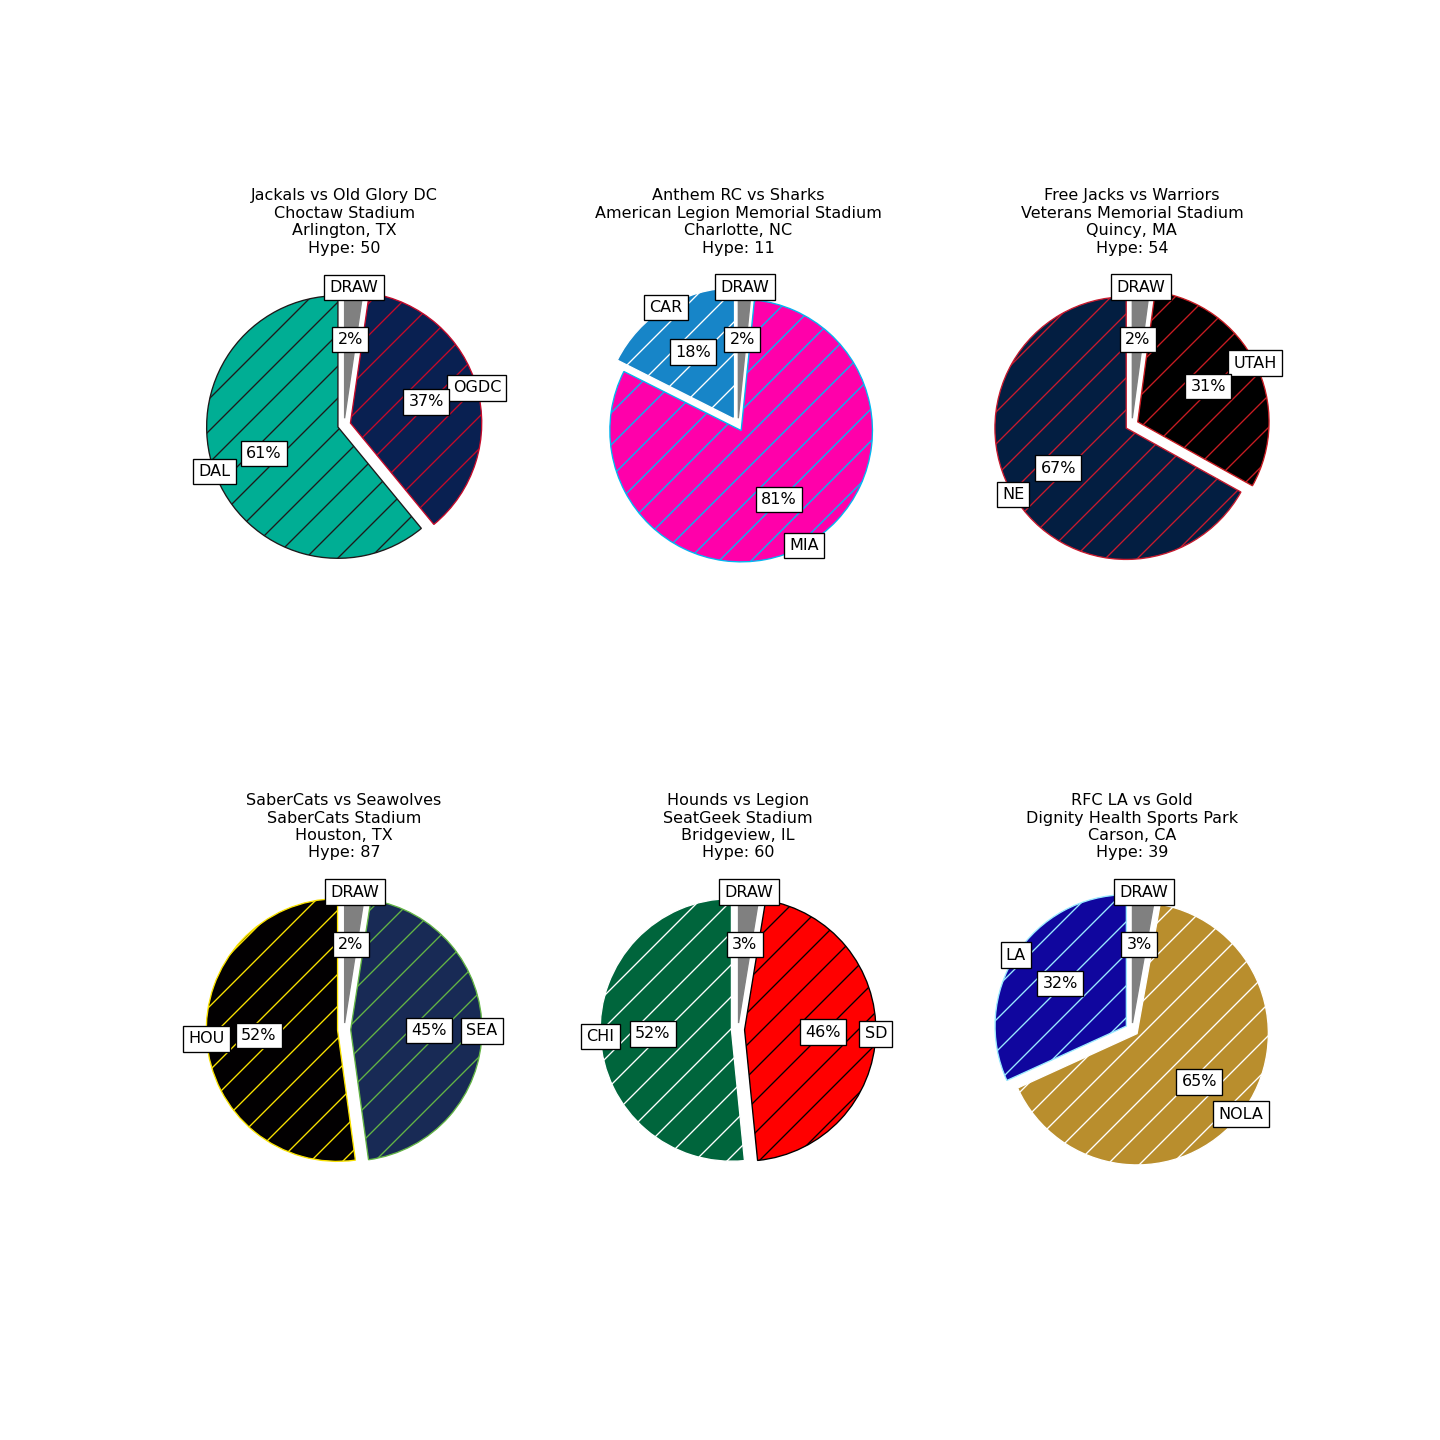 Jackals vs Old Glory DC
Choctaw Stadium
Arlington, TX
Hype: 50
DRAW
2%
OGDC
37%
61%
DAL
Anthem RC vs Sharks
American Legion Memorial Stadium
Charlotte, NC
Hype: 11
DRAW
CAR
2%
18%
81%
MIA
Free Jacks vs Warriors
Veterans Memorial Stadium
Quincy, MA
Hype: 54
DRAW
2%
UTAH
31%
67%
NE
SaberCats vs Seawolves
SaberCats Stadium
Houston, TX
Hype: 87
DRAW
2%
HOU
52%
45%
SEA
Hounds vs Legion
SeatGeek Stadium
Bridgeview, IL
Hype: 60
DRAW
3%
CHI
52%
46%
SD
RFC LA vs Gold
Dignity Health Sports Park
Carson, CA
Hype: 39
DRAW
3%
LA
32%
65%
NOLA